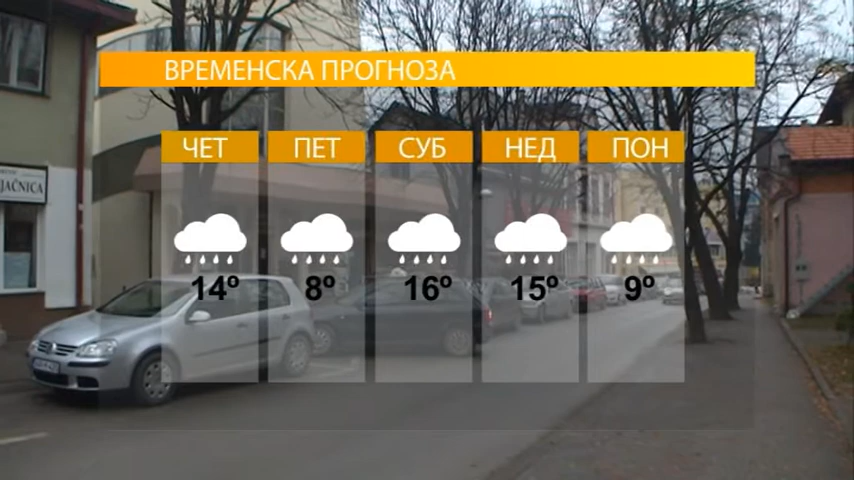 ВРЕМЕНСКА ПРОГНОЗА
ЧЕТ ПЕТ СУБ НЕД ПОН
14º 8º 16º 15º 9º
JAČNICA